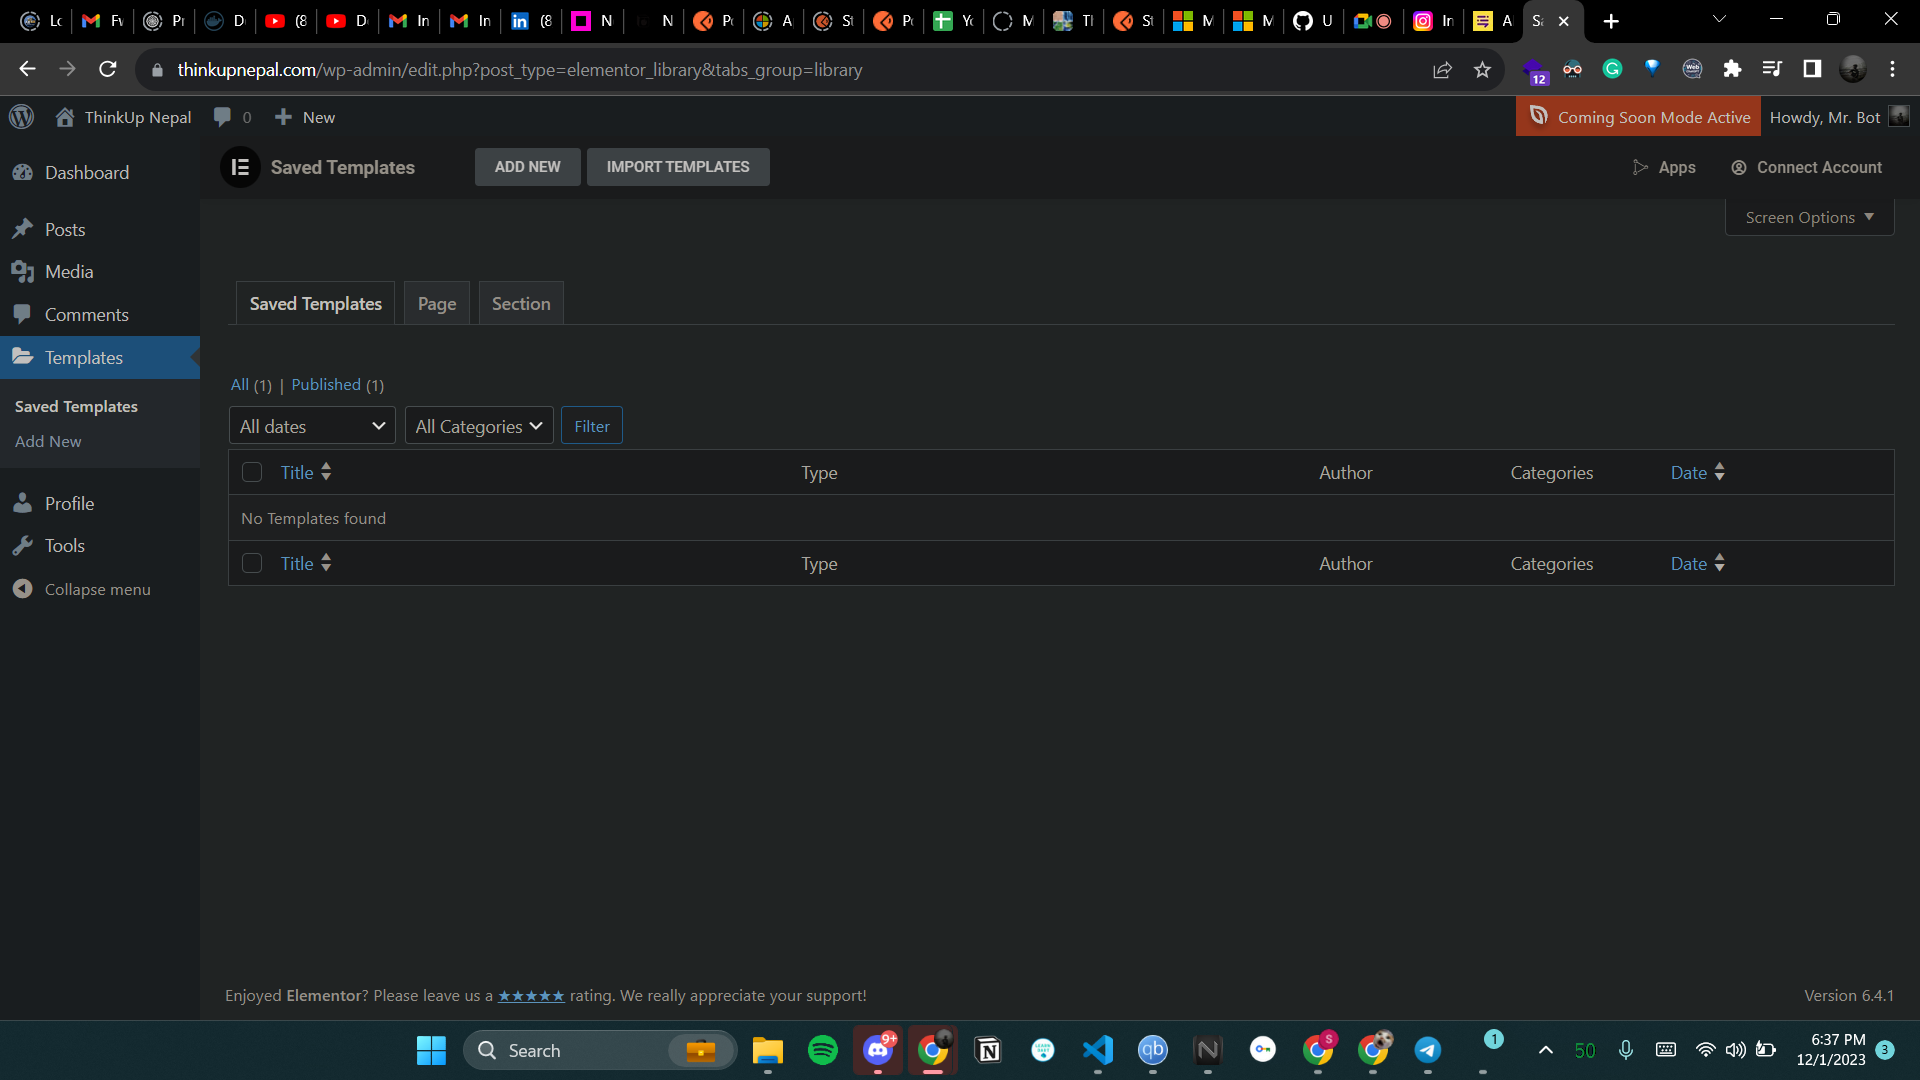 Lo
Fw
Pr
D
(8
D
In
In
(8
N
N
Po
A
St
Po
Yo
M
Th
St
M
M
U
In
A
Sa
thinkupnepal.com/wp-admin/edit.php?post_type=elementor_library&tabs_group=library
12
ThinkUp Nepal
0
New
Coming Soon Mode Active
Howdy, Mr. Bot
Dashboard
Posts
Media
Comments
Templates
Saved Templates
Add New
Profile
Tools
Collapse menu
Saved Templates
ADD NEW
IMPORT TEMPLATES
Apps
Connect Account
Screen Options
Saved Templates
Page
Section
All (1) | Published (1)
All dates
All Categories
Filter
Title
Type
Author
Categories
Date
No Templates found
Title
Type
Author
Categories
Date
Enjoyed Elementor? Please leave us a ★★★★★ rating. We really appreciate your support!
Version 6.4.1
Search
9+
qb
S
1
50
6:37 PM
12/1/2023
3